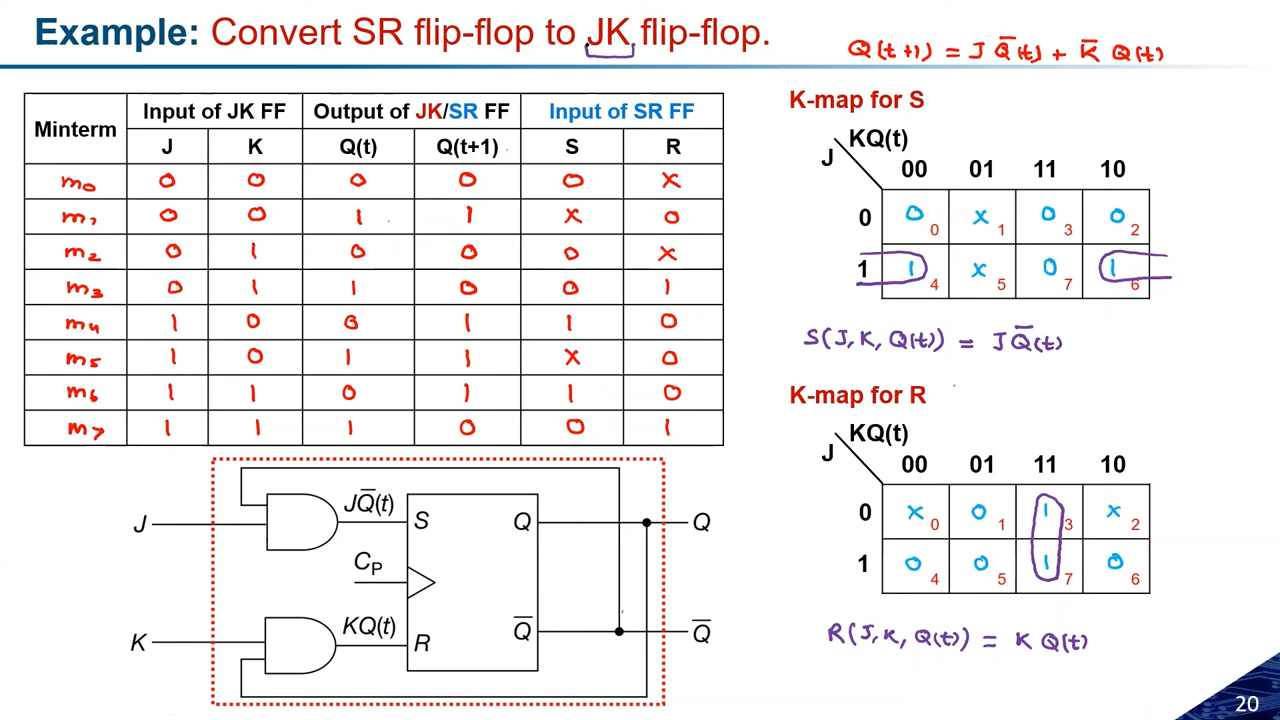 Example: Convert SR flip-flop to JK flip-flop.
Q(t+1) = J Q̅(t) + K̅ Q(t)
Minterm | Input of JK FF | Output of JK/SR FF | Input of SR FF
J | K | Q(t) | Q(t+1) | S | R
m0 | 0 | 0 | 0 | 0 | 0 | x
m1 | 0 | 0 | 1 | 1 | x | 0
m2 | 0 | 1 | 0 | 0 | 0 | x
m3 | 0 | 1 | 1 | 0 | 0 | 1
m4 | 1 | 0 | 0 | 1 | 1 | 0
m5 | 1 | 0 | 1 | 1 | x | 0
m6 | 1 | 1 | 0 | 1 | 1 | 0
m7 | 1 | 1 | 1 | 0 | 0 | 1
K-map for S
KQ(t)
J
00 01 11 10
0 | 0 0 | x 1 | 0 3 | 0 2
1 | 1 4 | x 5 | 0 7 | 1 6
S(J, K, Q(t)) = J Q̅(t)
K-map for R
KQ(t)
J
00 01 11 10
0 | x 0 | 0 1 | 1 3 | x 2
1 | 0 4 | 0 5 | 1 7 | 0 6
R(J, K, Q(t)) = K Q(t)
JQ̅(t)
J S Q Q
CP
KQ(t)
K R Q̅ Q̅
20